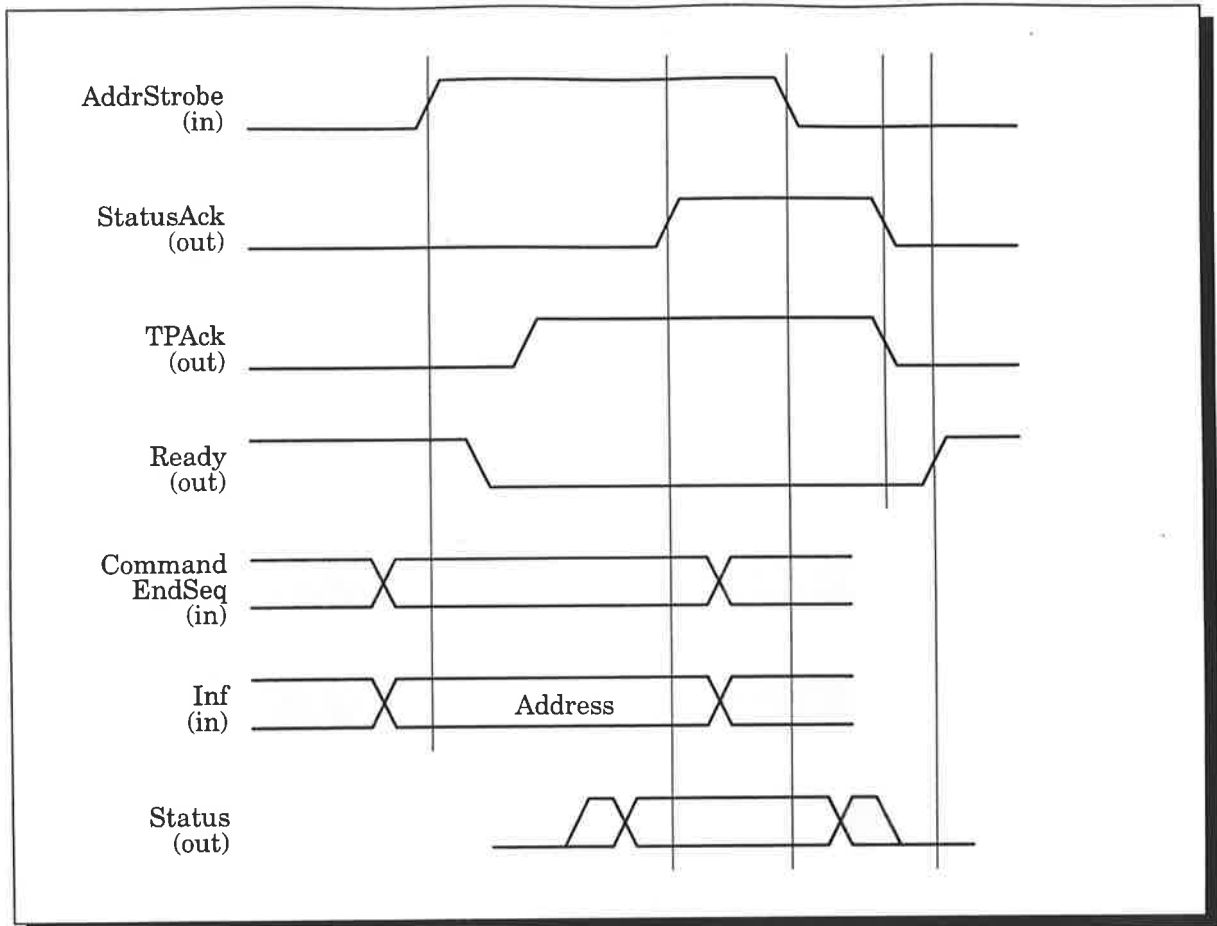 AddrStrobe
(in)
StatusAck
(out)
TPAck
(out)
Ready
(out)
Command
EndSeq
(in)
Inf
(in)
Address
Status
(out)